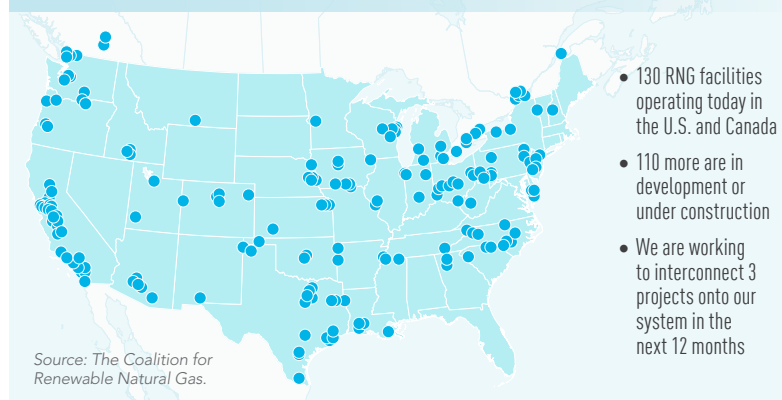 • 130 RNG facilities
operating today in
the U.S. and Canada
• 110 more are in
development or
under construction
• We are working
to interconnect 3
projects onto our
system in the
next 12 months
Source: The Coalition for
Renewable Natural Gas.